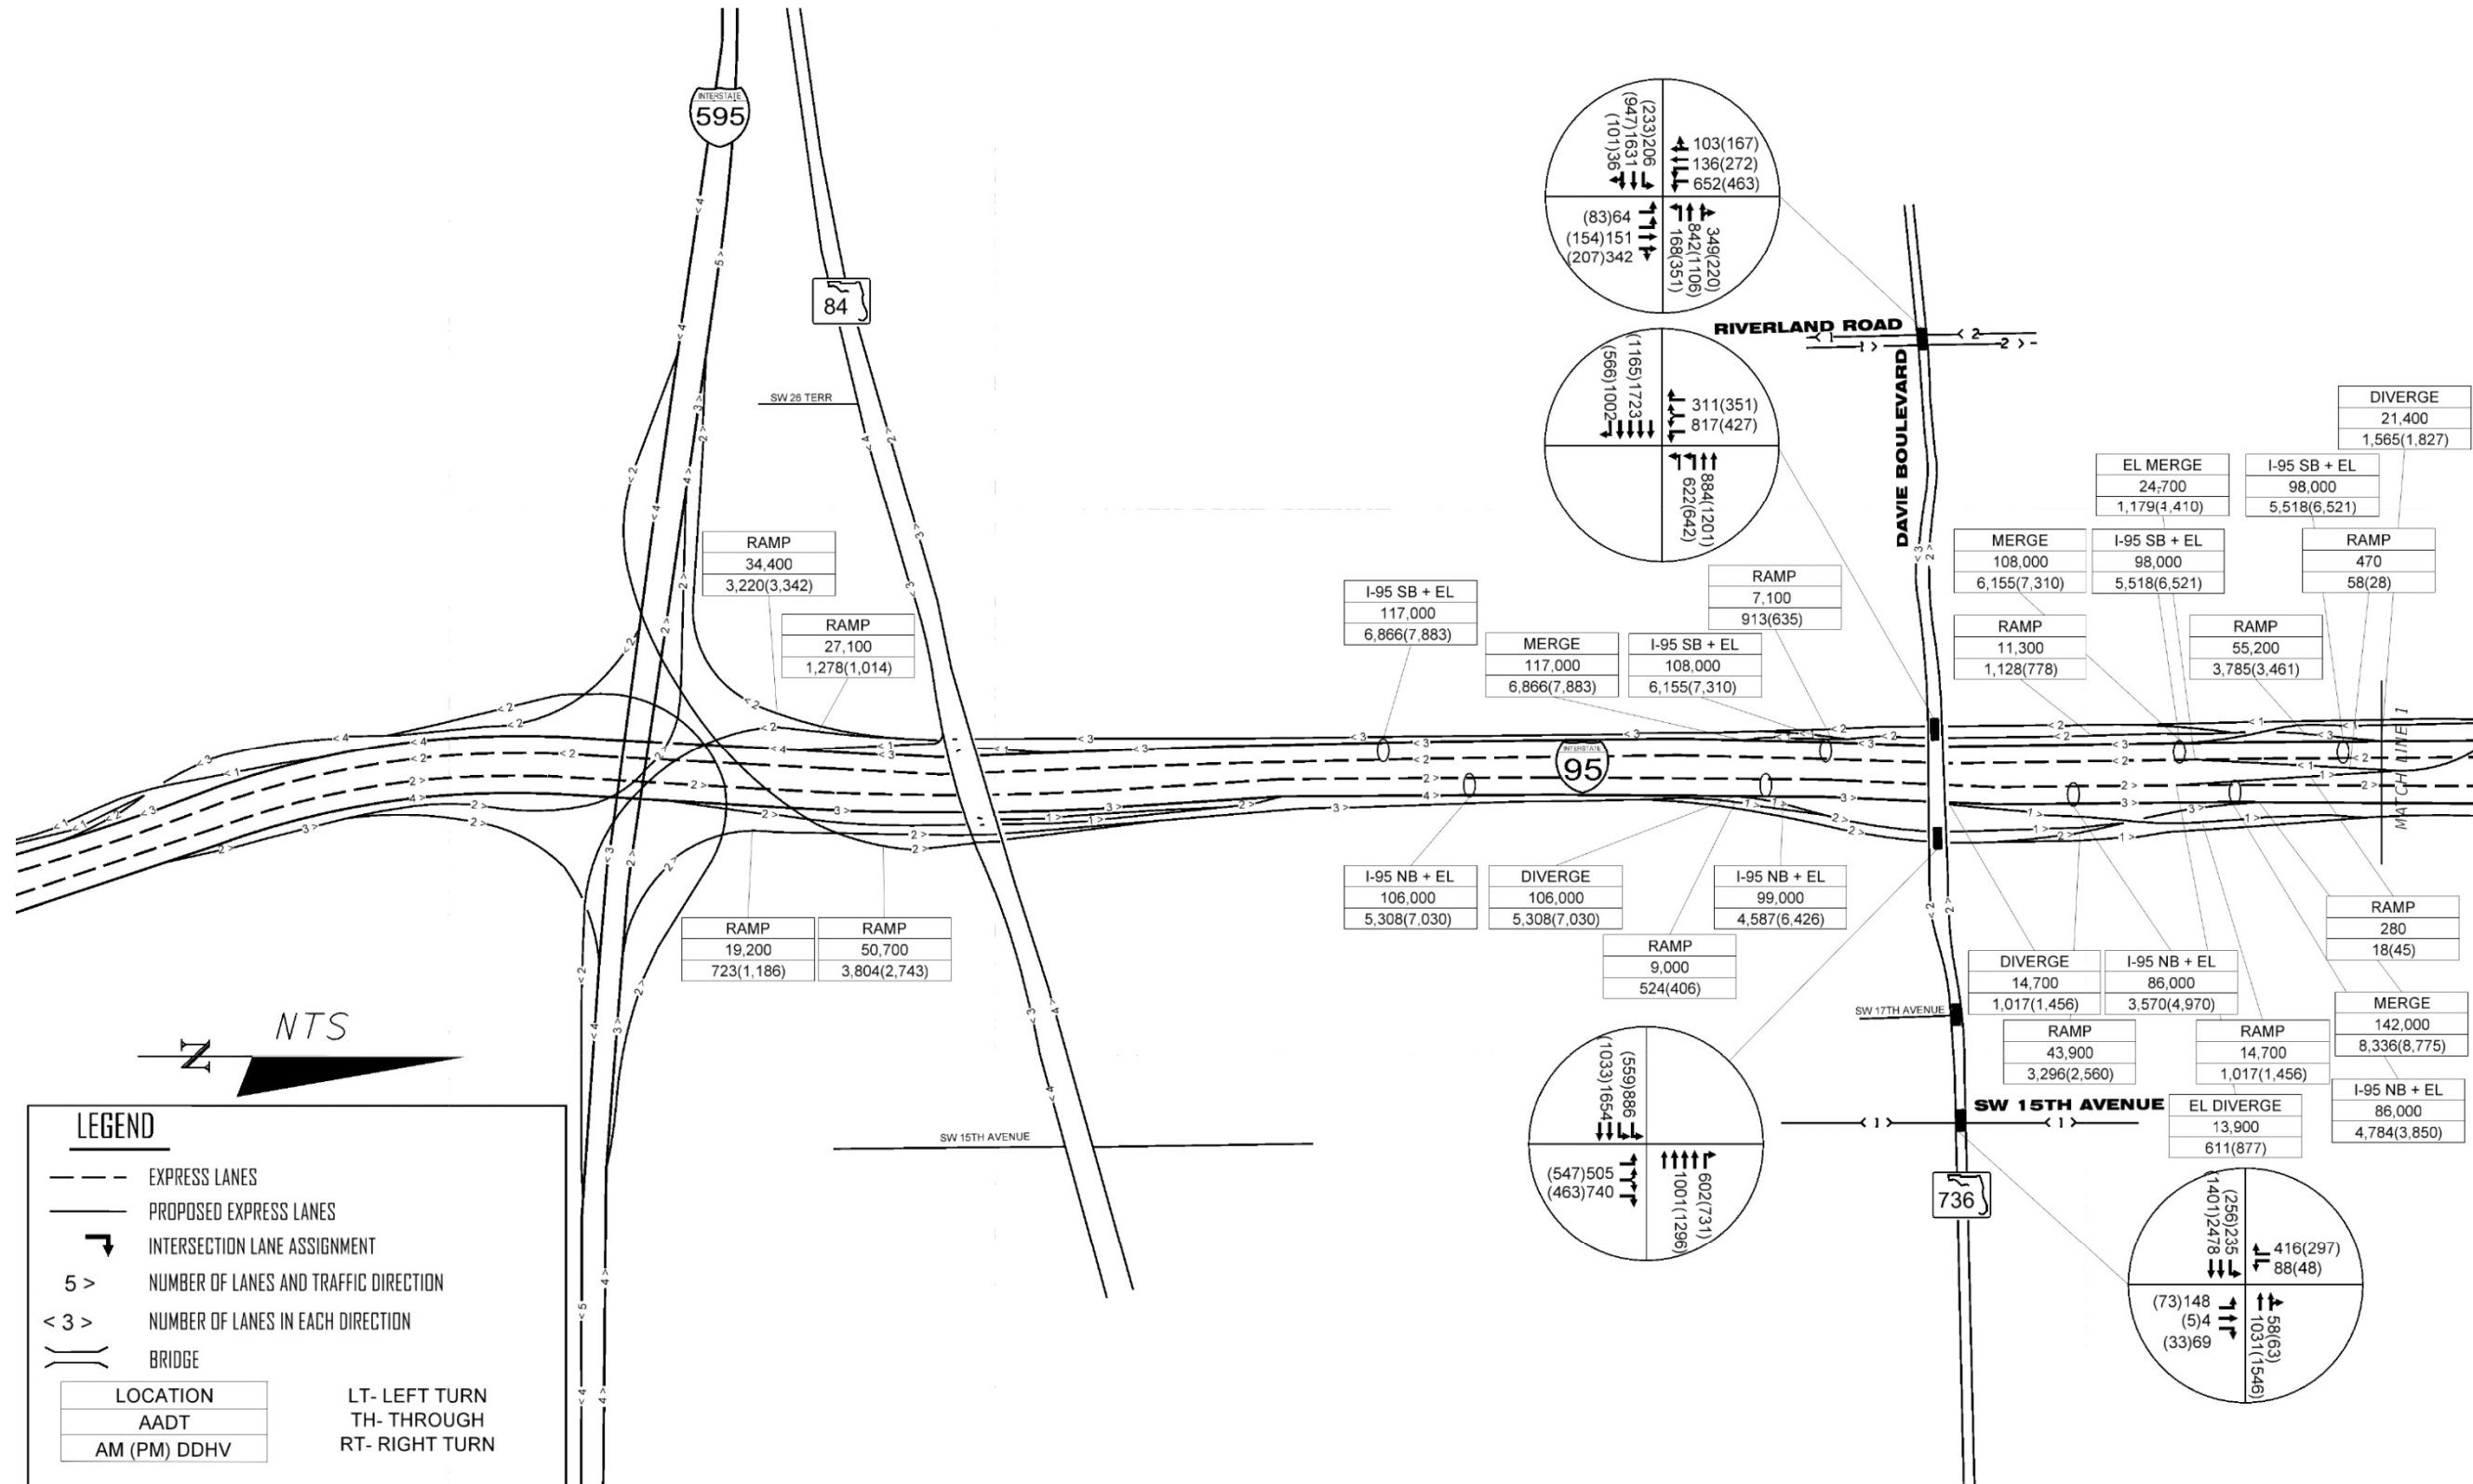 INTERSTATE
595
84
SW 26 TERR
(233)206
(947)1631
(101)36
103(167)
136(272)
652(463)
(83)64
(154)151
(207)342
349(220)
842(1106)
168(351)
RIVERLAND ROAD
< 1
1 >
< 2
2 >
DAVIE BOULEVARD
(1165)1723
(566)1002
311(351)
817(427)
884(1201)
622(642)
DIVERGE
21,400
1,565(1,827)
EL MERGE
24,700
1,179(1,410)
I-95 SB + EL
98,000
5,518(6,521)
MERGE
108,000
6,155(7,310)
I-95 SB + EL
98,000
5,518(6,521)
RAMP
470
58(28)
RAMP
34,400
3,220(3,342)
RAMP
27,100
1,278(1,014)
I-95 SB + EL
117,000
6,866(7,883)
MERGE
117,000
6,866(7,883)
I-95 SB + EL
108,000
6,155(7,310)
RAMP
7,100
913(635)
RAMP
11,300
1,128(778)
RAMP
55,200
3,785(3,461)
INTERSTATE
95
MATCH LINE 1
I-95 NB + EL
106,000
5,308(7,030)
DIVERGE
106,000
5,308(7,030)
I-95 NB + EL
99,000
4,587(6,426)
RAMP
9,000
524(406)
RAMP
19,200
723(1,186)
RAMP
50,700
3,804(2,743)
RAMP
280
18(45)
DIVERGE
14,700
1,017(1,456)
I-95 NB + EL
86,000
3,570(4,970)
MERGE
142,000
8,336(8,775)
RAMP
43,900
3,296(2,560)
RAMP
14,700
1,017(1,456)
I-95 NB + EL
86,000
4,784(3,850)
EL DIVERGE
13,900
611(877)
SW 17TH AVENUE
SW 15TH AVENUE
< 1 >
< 1 >
SW 15TH AVENUE
736
(559)886
(1033)1654
(547)505
(463)740
602(731)
1001(1296)
(256)235
(1401)2478
416(297)
88(48)
(73)148
(5)4
(33)69
58(63)
1031(1546)
NTS
N
LEGEND
EXPRESS LANES
PROPOSED EXPRESS LANES
INTERSECTION LANE ASSIGNMENT
5 > NUMBER OF LANES AND TRAFFIC DIRECTION
< 3 > NUMBER OF LANES IN EACH DIRECTION
BRIDGE
LOCATION
AADT
AM (PM) DDHV
LT- LEFT TURN
TH- THROUGH
RT- RIGHT TURN